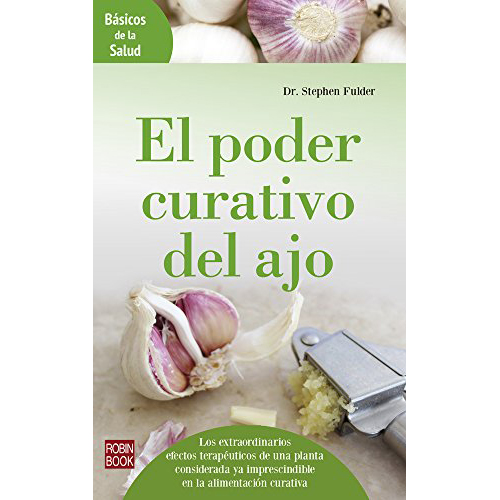 Básicos
de la
Salud
Dr. Stephen Fulder
El poder
curativo
del ajo
Los extraordinarios
efectos terapéuticos de una planta
considerada ya imprescindible
en la alimentación curativa
ROBIN
BOOK